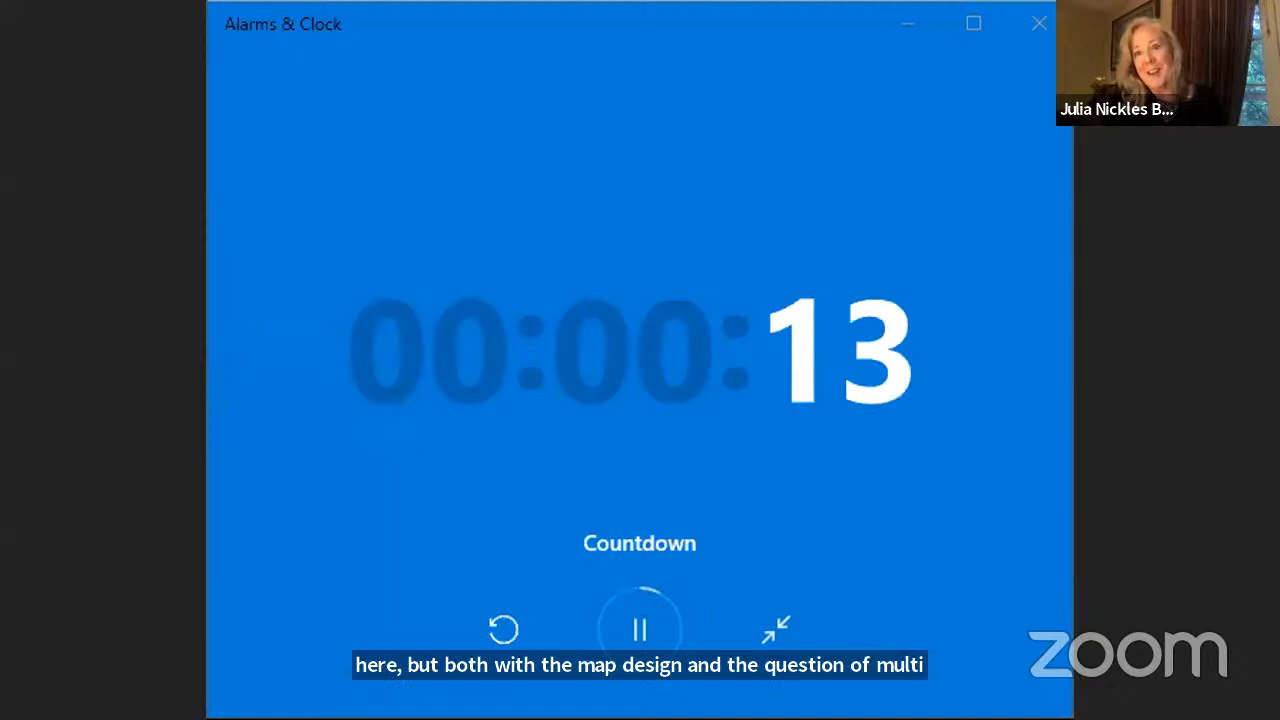 Alarms & Clock
Julia Nickles B...
00:00:13
Countdown
here, but both with the map design and the question of multi
zoom